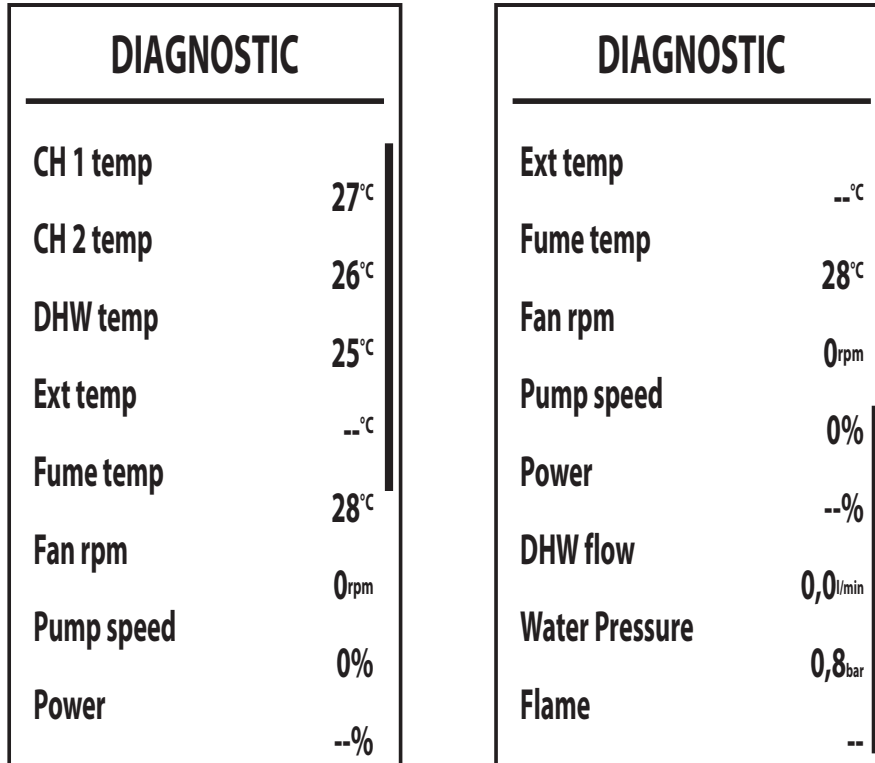 DIAGNOSTIC
CH 1 temp
27°C
CH 2 temp
26°C
DHW temp
25°C
Ext temp
--°C
Fume temp
28°C
Fan rpm
0rpm
Pump speed
0%
Power
--%
DIAGNOSTIC
Ext temp
--°C
Fume temp
28°C
Fan rpm
0rpm
Pump speed
0%
Power
--%
DHW flow
0,0l/min
Water Pressure
0,8bar
Flame
--